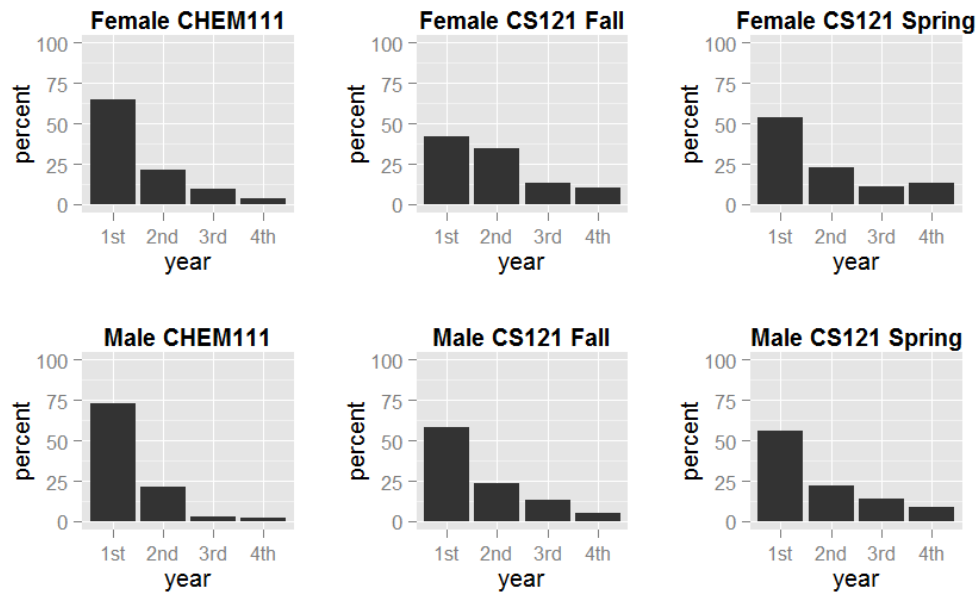 Female CHEM111
percent
100
75
50
25
0
1st 2nd 3rd 4th
year
Female CS121 Fall
percent
100
75
50
25
0
1st 2nd 3rd 4th
year
Female CS121 Spring
percent
100
75
50
25
0
1st 2nd 3rd 4th
year
Male CHEM111
percent
100
75
50
25
0
1st 2nd 3rd 4th
year
Male CS121 Fall
percent
100
75
50
25
0
1st 2nd 3rd 4th
year
Male CS121 Spring
percent
100
75
50
25
0
1st 2nd 3rd 4th
year